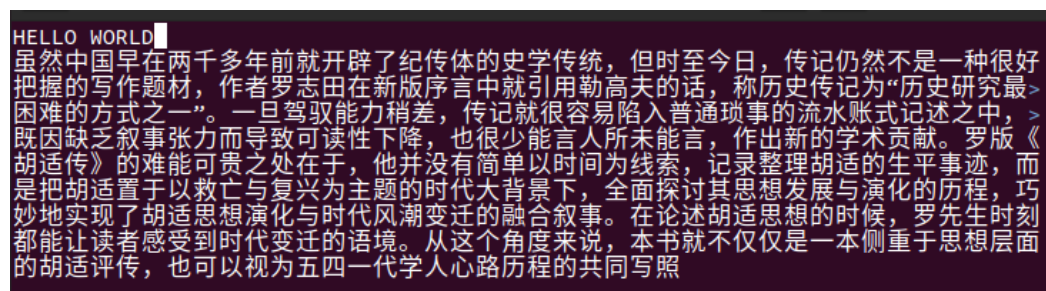 HELLO WORLD
虽然中国早在两千多年前就开辟了纪传体的史学传统，但时至今日，传记仍然不是一种很好
把握的写作题材，作者罗志田在新版序言中就引用勒高夫的话，称历史传记为“历史研究最>
困难的方式之一”。一旦驾驭能力稍差，传记就很容易陷入普通琐事的流水账式记述之中，>
既因缺乏叙事张力而导致可读性下降，也很少能言人所未能言，作出新的学术贡献。罗版《
胡适传》的难能可贵之处在于，他并没有简单以时间为线索，记录整理胡适的生平事迹，而
是把胡适置于以救亡与复兴为主题的时代大背景下，全面探讨其思想发展与演化的历程，巧
妙地实现了胡适思想演化与时代风潮变迁的融合叙事。在论述胡适思想的时候，罗先生时刻
都能让读者感受到时代变迁的语境。从这个角度来说，本书就不仅仅是一本侧重于思想层面
的胡适评传，也可以视为五四一代学人心路历程的共同写照